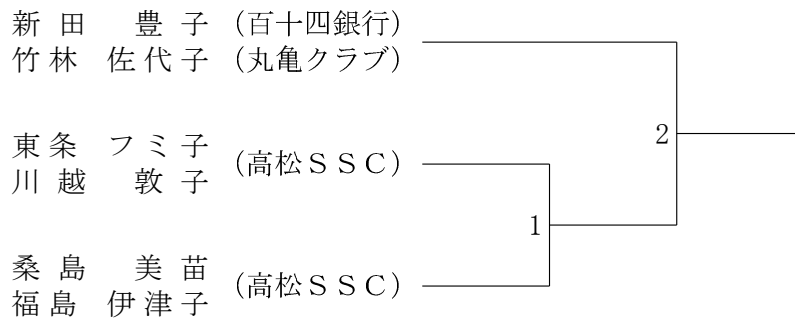 新田 豊子 (百十四銀行)
竹林 佐代子 (丸亀クラブ)
2
東条 フミ子
(高松ＳＳＣ)
川越 敦子
1
桑島 美苗
(高松ＳＳＣ)
福島 伊津子